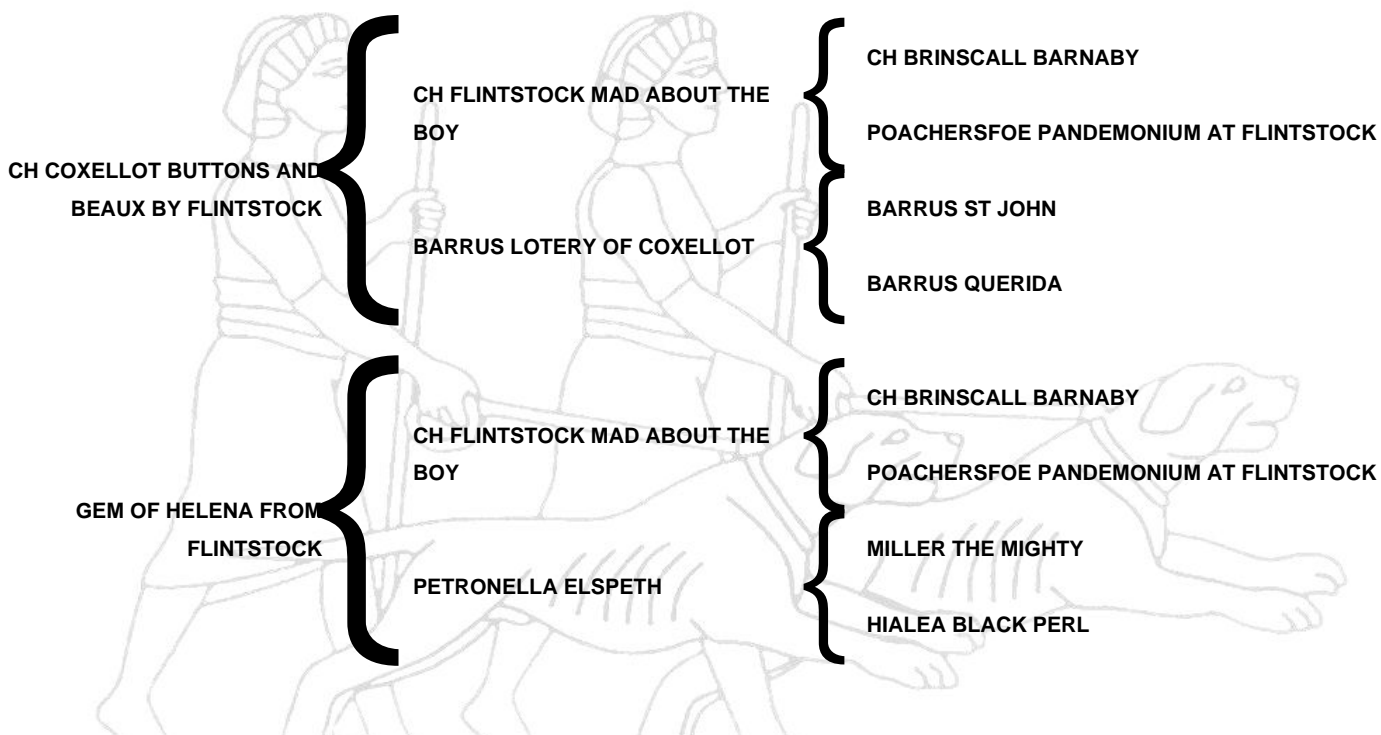 CH BRINSCALL BARNABY
CH FLINTSTOCK MAD ABOUT THE
BOY
POACHERSFOE PANDEMONIUM AT FLINTSTOCK
CH COXELLOT BUTTONS AND
BEAUX BY FLINTSTOCK
BARRUS ST JOHN
BARRUS LOTERY OF COXELLOT
BARRUS QUERIDA
CH BRINSCALL BARNABY
CH FLINTSTOCK MAD ABOUT THE
BOY
POACHERSFOE PANDEMONIUM AT FLINTSTOCK
GEM OF HELENA FROM
FLINTSTOCK
MILLER THE MIGHTY
PETRONELLA ELSPETH
HIALEA BLACK PERL